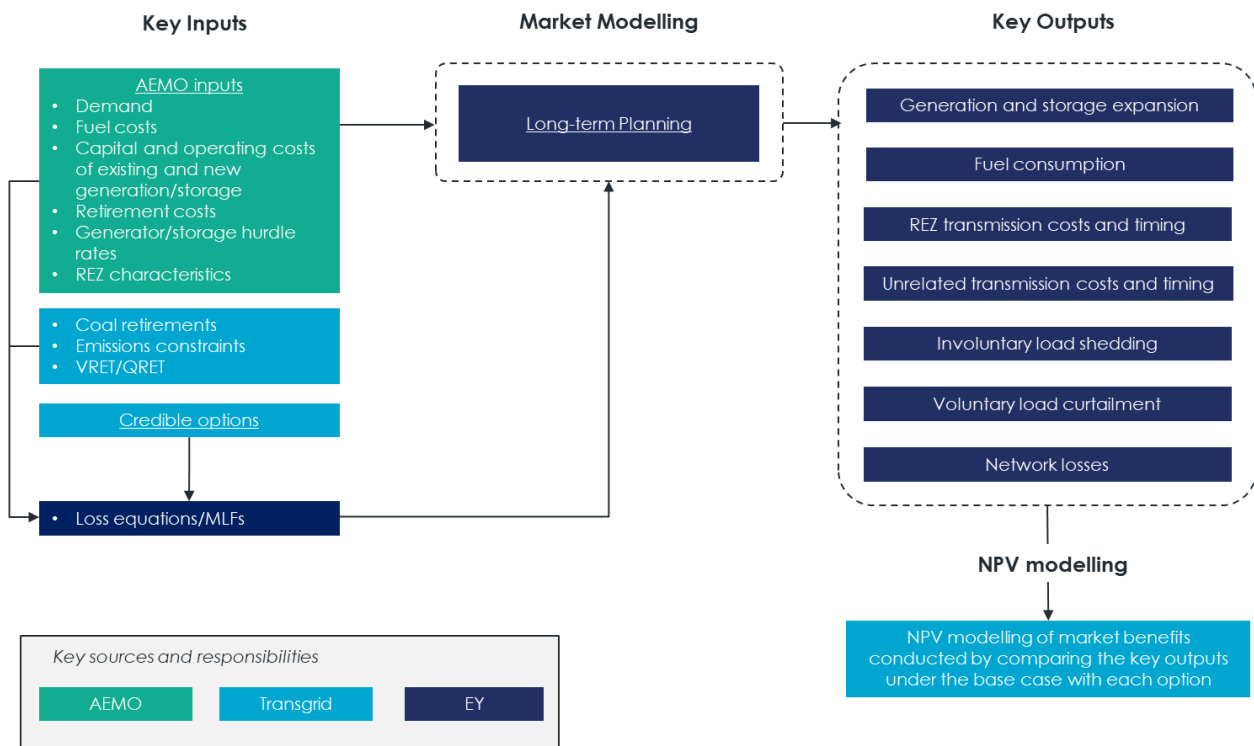 Key Inputs
Market Modelling
Key Outputs
AEMO inputs
• Demand
• Fuel costs
• Capital and operating costs
of existing and new
generation/storage
• Retirement costs
• Generator/storage hurdle
rates
• REZ characteristics
• Coal retirements
• Emissions constraints
• VRET/QRET
Credible options
• Loss equations/MLFs
Long-term Planning
Generation and storage expansion
Fuel consumption
REZ transmission costs and timing
Unrelated transmission costs and timing
Involuntary load shedding
Voluntary load curtailment
Network losses
NPV modelling
NPV modelling of market benefits
conducted by comparing the key outputs
under the base case with each option
Key sources and responsibilities
AEMO
Transgrid
EY